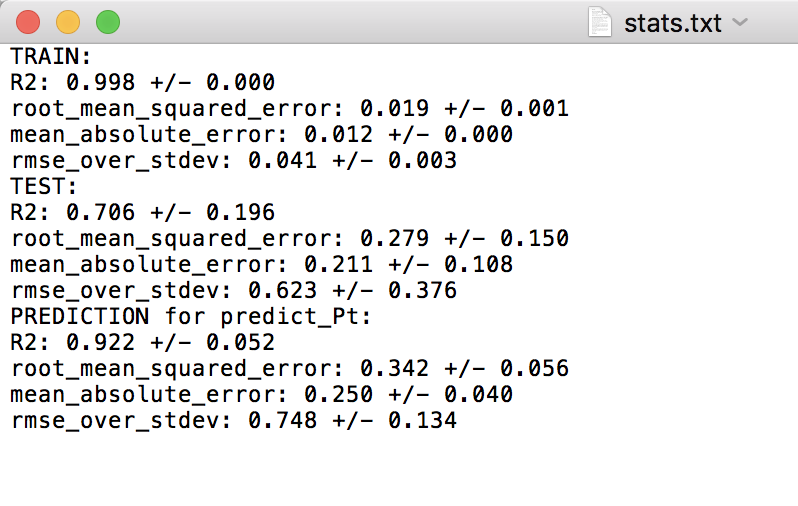 stats.txt
TRAIN:
R2: 0.998 +/- 0.000
root_mean_squared_error: 0.019 +/- 0.001
mean_absolute_error: 0.012 +/- 0.000
rmse_over_stdev: 0.041 +/- 0.003
TEST:
R2: 0.706 +/- 0.196
root_mean_squared_error: 0.279 +/- 0.150
mean_absolute_error: 0.211 +/- 0.108
rmse_over_stdev: 0.623 +/- 0.376
PREDICTION for predict_Pt:
R2: 0.922 +/- 0.052
root_mean_squared_error: 0.342 +/- 0.056
mean_absolute_error: 0.250 +/- 0.040
rmse_over_stdev: 0.748 +/- 0.134